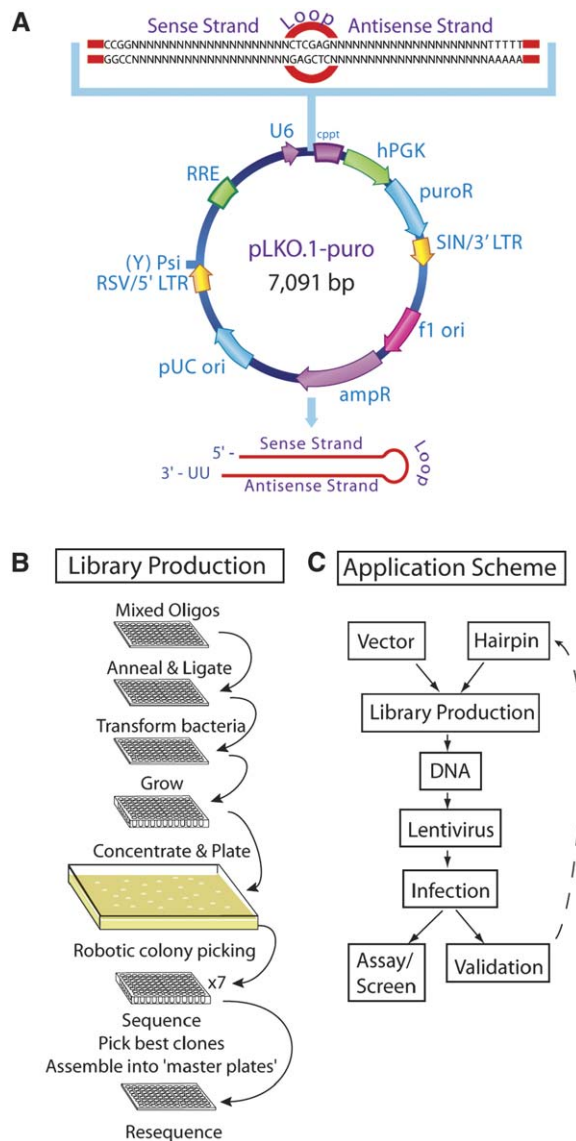 A
Sense Strand Loop Antisense Strand
CCGGNNNNNNNNNNNNNNNNNNNNNCTCGAGNNNNNNNNNNNNNNNNNNNNNTTTTT
GGCCNNNNNNNNNNNNNNNNNNNNNGAGCTCNNNNNNNNNNNNNNNNNNNNNAAAAA
U6
cppt
hPGK
RRE
puroR
pLKO.1-puro
7,091 bp
SIN/3' LTR
(Y) Psi
RSV/5' LTR
f1 ori
pUC ori
ampR
5' -
Sense Strand
Loop
3' - UU
Antisense Strand
B
Library Production
Mixed Oligos
Anneal & Ligate
Transform bacteria
Grow
Concentrate & Plate
Robotic colony picking
x7
Sequence
Pick best clones
Assemble into 'master plates'
Resequence
C
Application Scheme
Vector
Hairpin
Library Production
DNA
Lentivirus
Infection
Assay/
Screen
Validation